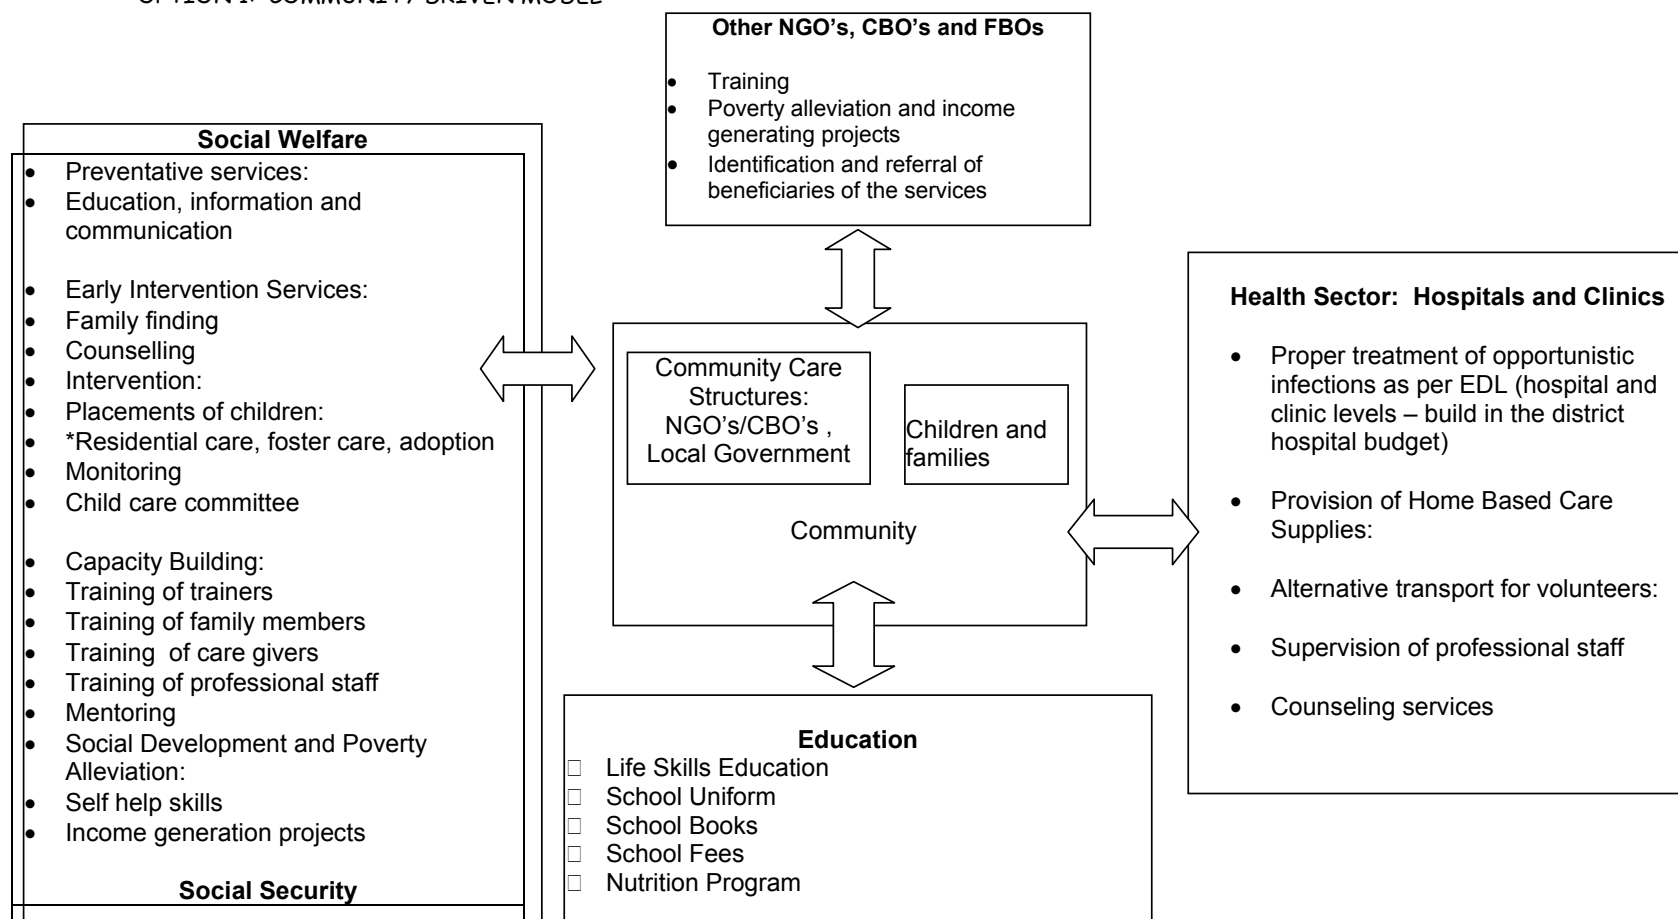 OPTION 1: COMMUNITY DRIVEN MODEL
Other NGO’s, CBO’s and FBOs
• Training
• Poverty alleviation and income
generating projects
• Identification and referral of
beneficiaries of the services
Social Welfare
• Preventative services:
• Education, information and
communication
• Early Intervention Services:
• Family finding
• Counselling
• Intervention:
• Placements of children:
• *Residential care, foster care, adoption
• Monitoring
• Child care committee
• Capacity Building:
• Training of trainers
• Training of family members
• Training of care givers
• Training of professional staff
• Mentoring
• Social Development and Poverty
Alleviation:
• Self help skills
• Income generation projects
Social Security
Community Care
Structures:
NGO’s/CBO’s ,
Local Government
Children and
families
Community
Health Sector: Hospitals and Clinics
• Proper treatment of opportunistic
infections as per EDL (hospital and
clinic levels – build in the district
hospital budget)
• Provision of Home Based Care
Supplies:
• Alternative transport for volunteers:
• Supervision of professional staff
• Counseling services
Education
□ Life Skills Education
□ School Uniform
□ School Books
□ School Fees
□ Nutrition Program